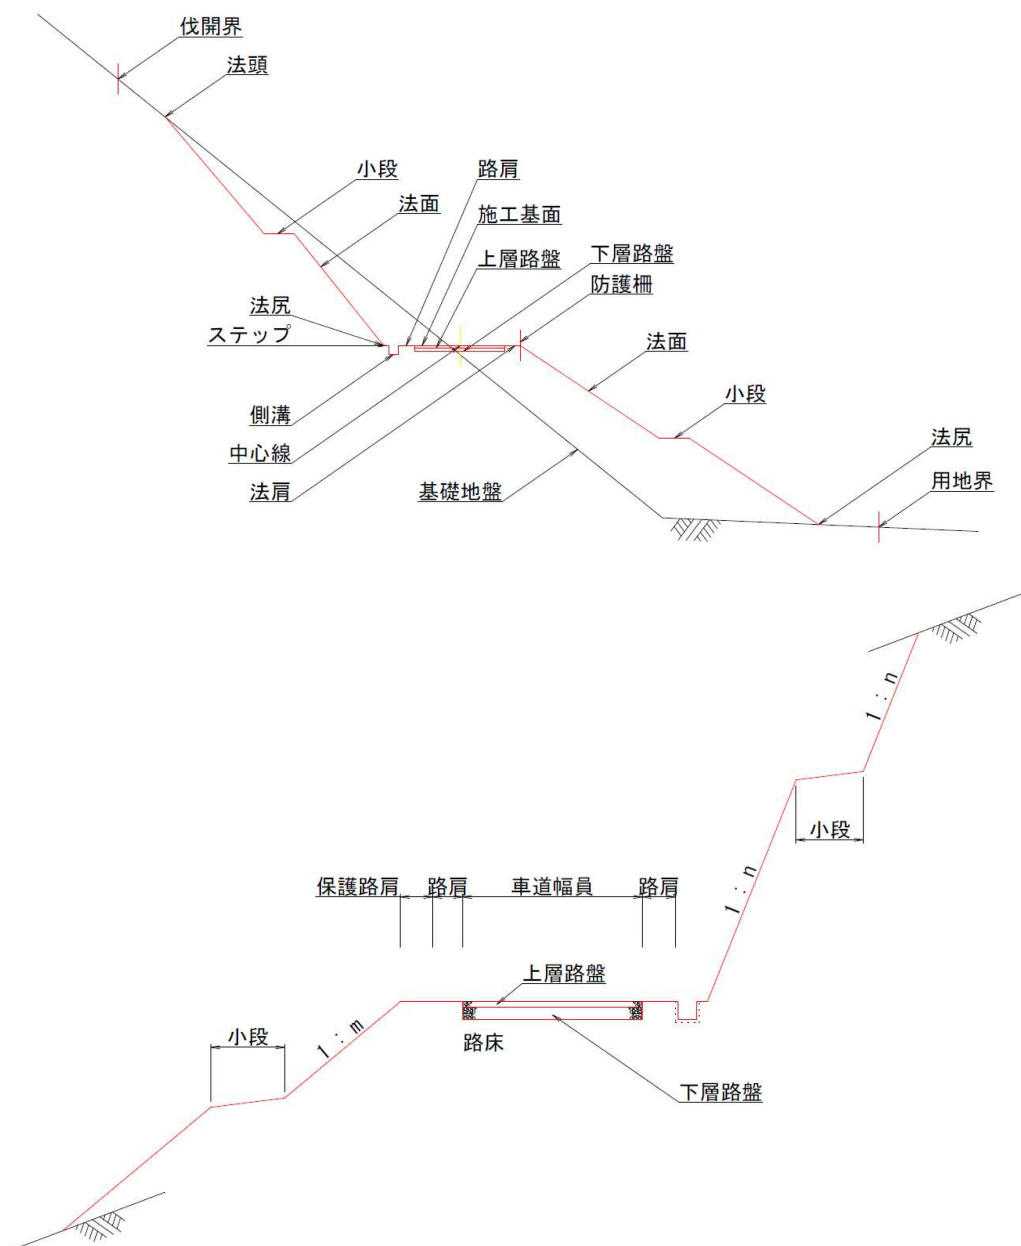 伐開界
法頭
小段
路肩
法面
施工基面
上層路盤
下層路盤
防護柵
法尻
ステップ
法面
小段
側溝
法尻
中心線
用地界
法肩
基礎地盤
1:n
小段
1:n
保護路肩
路肩
車道幅員
路肩
上層路盤
小段
1:m
路床
下層路盤